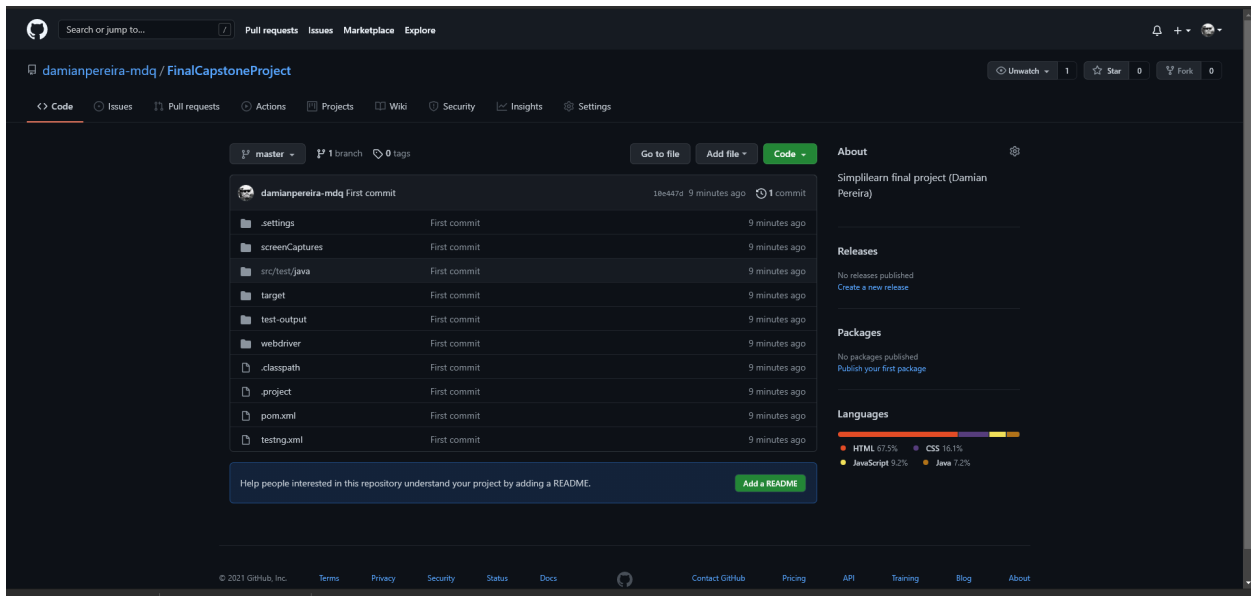 Search or jump to... / Pull requests Issues Marketplace Explore
damianpereira-mdq / FinalCapstoneProject Unwatch 1 Star 0 Fork 0
<> Code Issues Pull requests Actions Projects Wiki Security Insights Settings
master 1 branch 0 tags Go to file Add file Code
About
Simplilearn final project (Damian
Pereira)
damianpereira-mdq First commit 10e447d 9 minutes ago 1 commit
.settings First commit 9 minutes ago
screenCaptures First commit 9 minutes ago
src/test/java First commit 9 minutes ago
target First commit 9 minutes ago
test-output First commit 9 minutes ago
webdriver First commit 9 minutes ago
.classpath First commit 9 minutes ago
.project First commit 9 minutes ago
pom.xml First commit 9 minutes ago
testng.xml First commit 9 minutes ago
Releases
No releases published
Create a new release
Packages
No packages published
Publish your first package
Languages
HTML 67.5% CSS 16.1%
JavaScript 9.2% Java 7.2%
Help people interested in this repository understand your project by adding a README. Add a README
© 2021 GitHub, Inc. Terms Privacy Security Status Docs Contact GitHub Pricing API Training Blog About